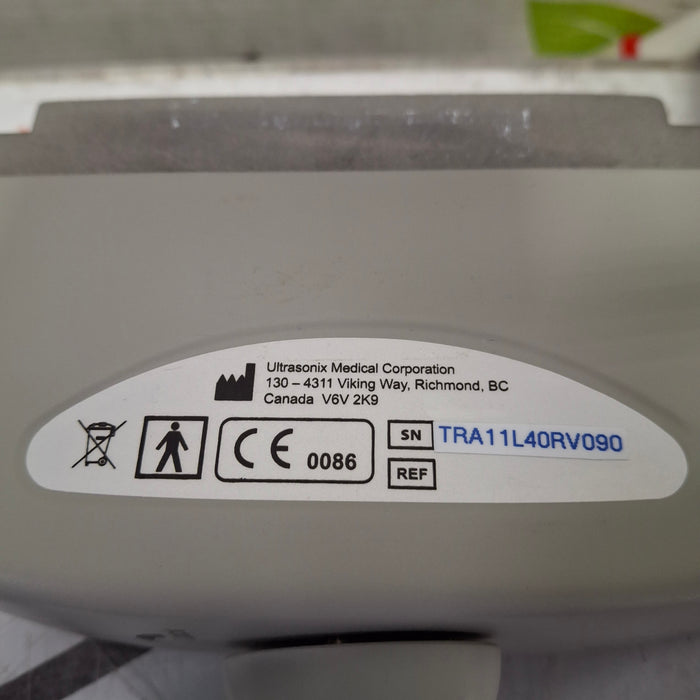 Ultrasonix Medical Corporation
130 – 4311 Viking Way, Richmond, BC
Canada V6V 2K9
CE 0086
SN TRA11L40RV090
REF